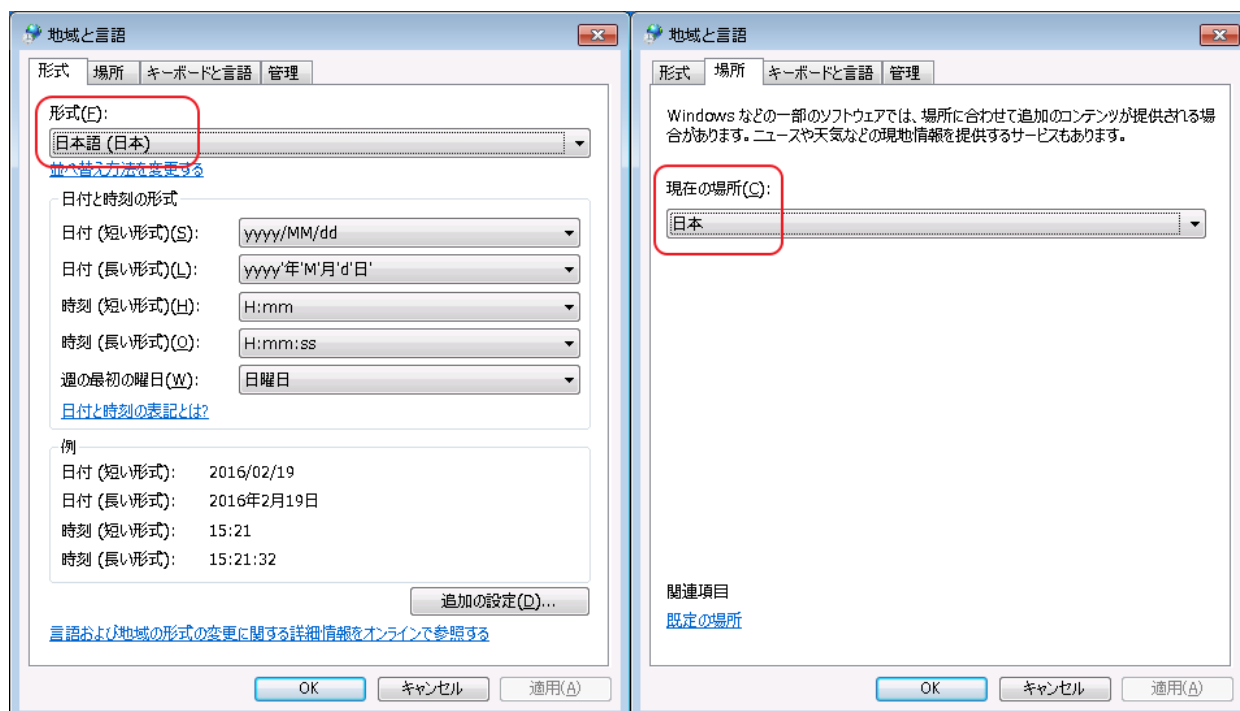 地域と言語
形式 場所 キーボードと言語 管理
形式(F):
日本語 (日本)
並べ替え方法を変更する
日付と時刻の形式
日付 (短い形式)(S): yyyy/MM/dd
日付 (長い形式)(L): yyyy'年'M'月'd'日'
時刻 (短い形式)(H): H:mm
時刻 (長い形式)(O): H:mm:ss
週の最初の曜日(W): 日曜日
日付と時刻の表記とは?
例
日付 (短い形式): 2016/02/19
日付 (長い形式): 2016年2月19日
時刻 (短い形式): 15:21
時刻 (長い形式): 15:21:32
追加の設定(D)...
言語および地域の形式の変更に関する詳細情報をオンラインで参照する
OK キャンセル 適用(A)
地域と言語
形式 場所 キーボードと言語 管理
Windows などの一部のソフトウェアでは、場所に合わせて追加のコンテンツが提供される場
合があります。ニュースや天気などの現地情報を提供するサービスもあります。
現在の場所(C):
日本
関連項目
既定の場所
OK キャンセル 適用(A)